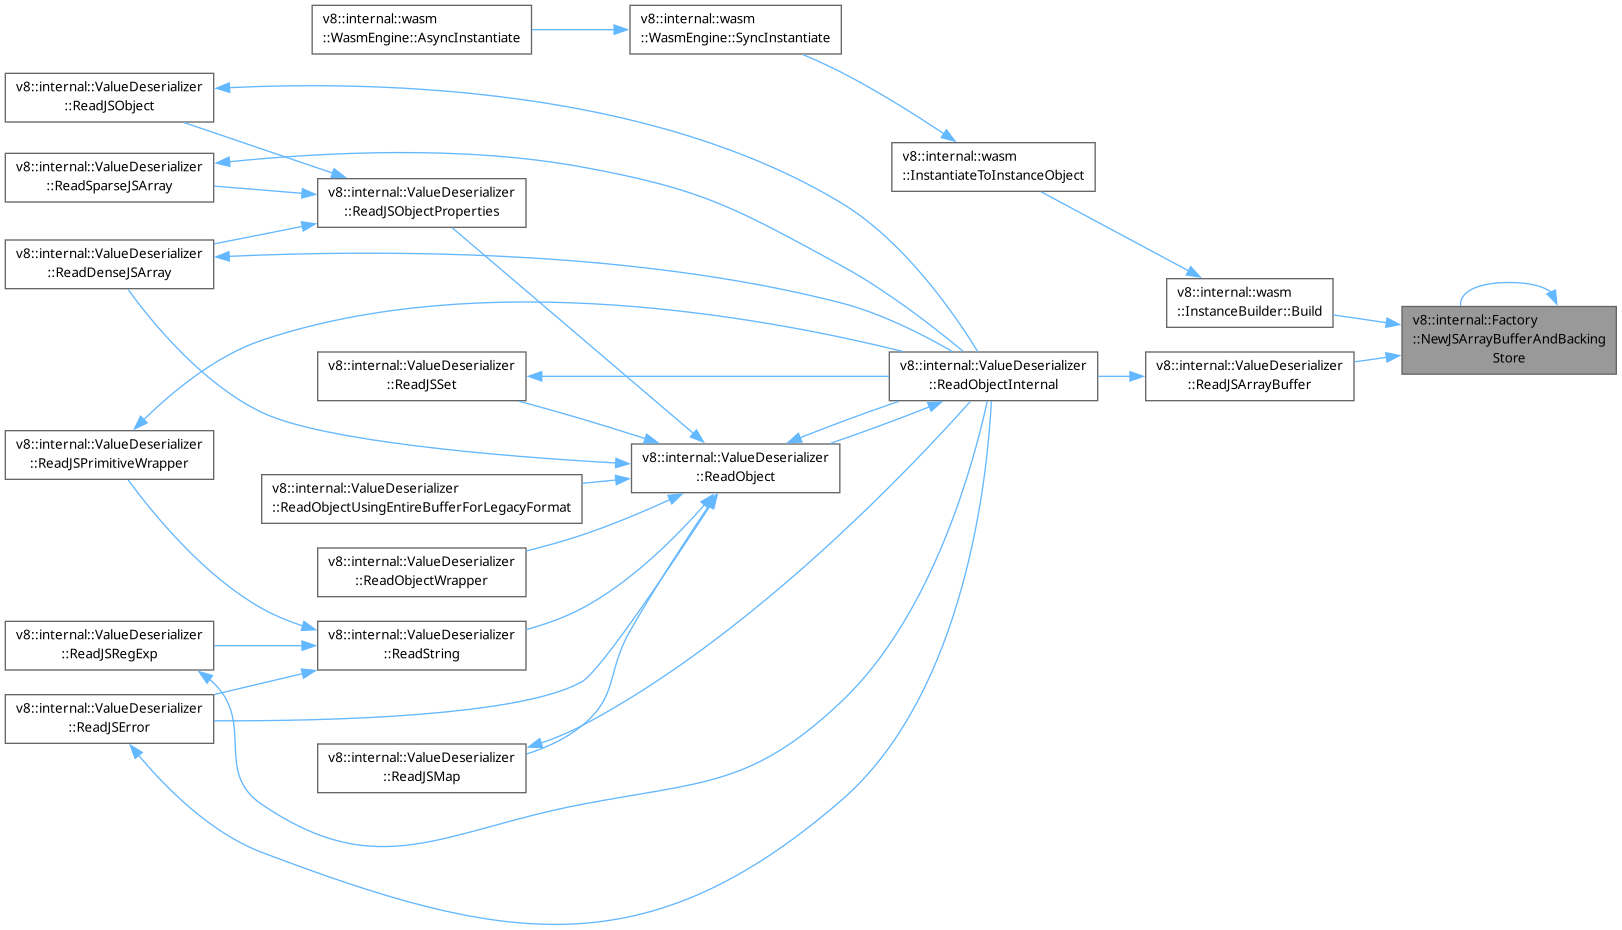 v8::internal::wasm
::WasmEngine::AsyncInstantiate
v8::internal::wasm
::WasmEngine::SyncInstantiate
v8::internal::ValueDeserializer
::ReadJSObject
v8::internal::wasm
::InstantiateToInstanceObject
v8::internal::ValueDeserializer
::ReadSparseJSArray
v8::internal::ValueDeserializer
::ReadJSObjectProperties
v8::internal::ValueDeserializer
::ReadDenseJSArray
v8::internal::wasm
::InstanceBuilder::Build
v8::internal::Factory
::NewJSArrayBufferAndBacking
Store
v8::internal::ValueDeserializer
::ReadJSSet
v8::internal::ValueDeserializer
::ReadObjectInternal
v8::internal::ValueDeserializer
::ReadJSArrayBuffer
v8::internal::ValueDeserializer
::ReadJSPrimitiveWrapper
v8::internal::ValueDeserializer
::ReadObject
v8::internal::ValueDeserializer
::ReadObjectUsingEntireBufferForLegacyFormat
v8::internal::ValueDeserializer
::ReadObjectWrapper
v8::internal::ValueDeserializer
::ReadJSRegExp
v8::internal::ValueDeserializer
::ReadString
v8::internal::ValueDeserializer
::ReadJSError
v8::internal::ValueDeserializer
::ReadJSMap